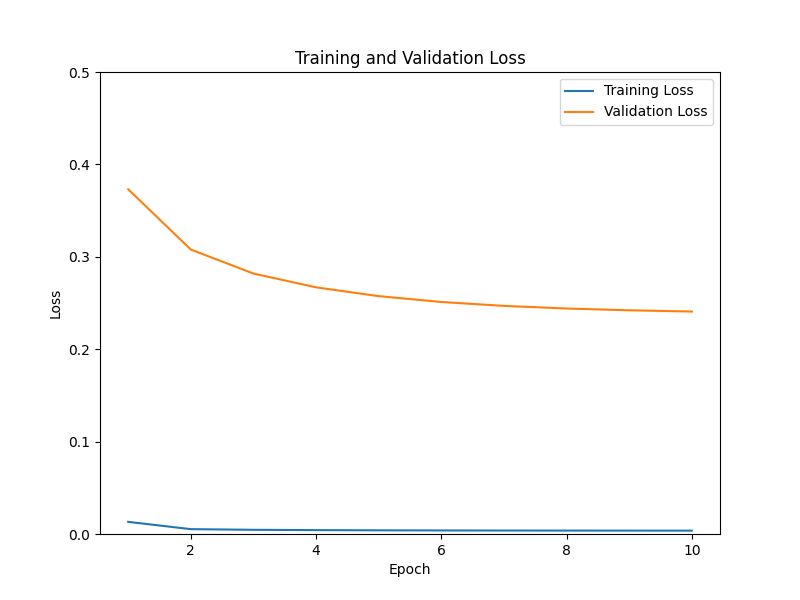 Training and Validation Loss
Training Loss
Validation Loss
0.5
0.4
0.3
0.2
0.1
0.0
Loss
2
4
6
8
10
Epoch